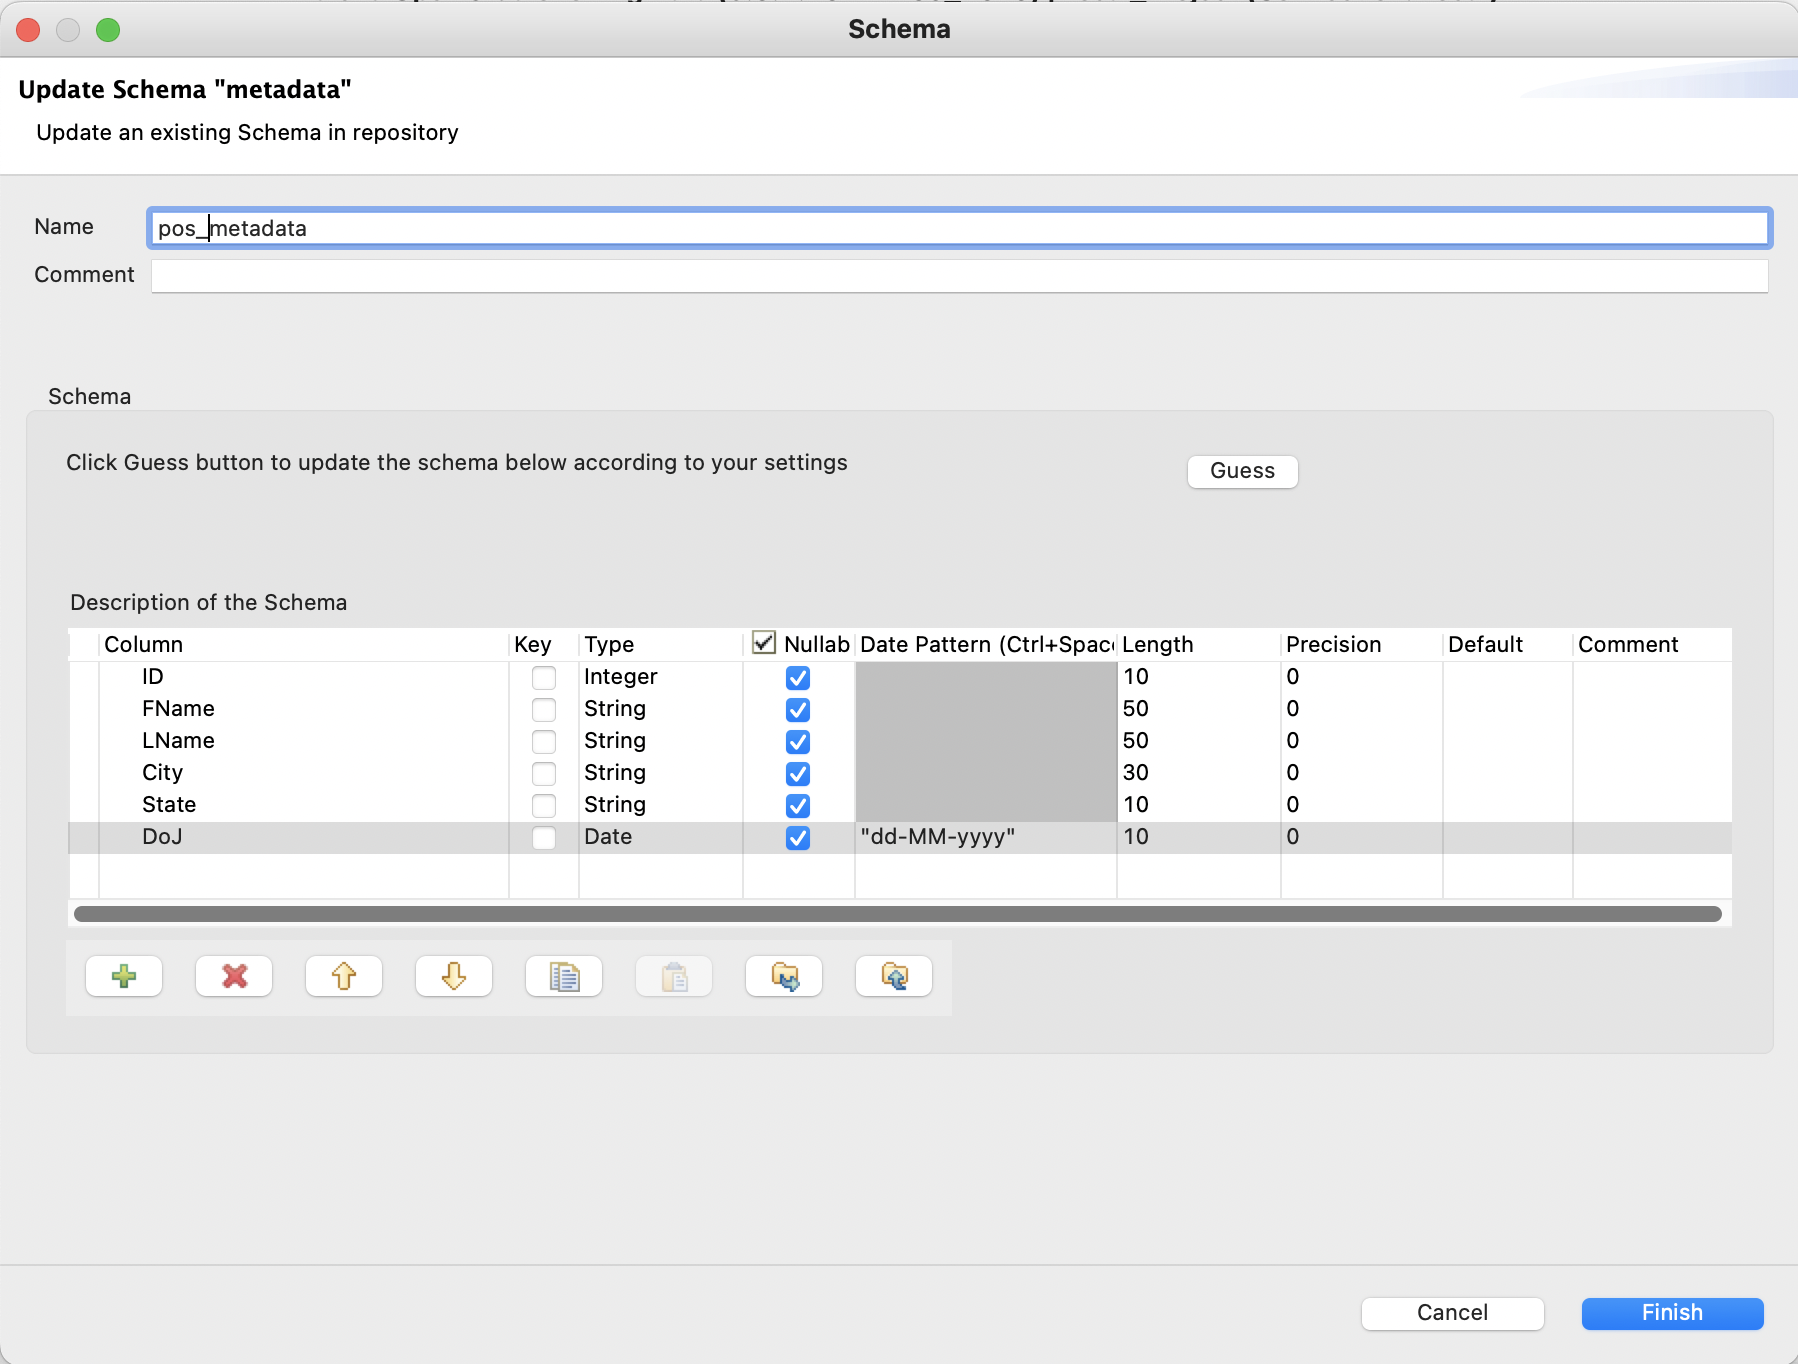 Schema
Update Schema "metadata"
Update an existing Schema in repository
Name pos_metadata
Comment
Schema
Click Guess button to update the schema below according to your settings Guess
Description of the Schema
Column Key Type Nullab Date Pattern (Ctrl+Space Length Precision Default Comment
ID Integer 10 0
FName String 50 0
LName String 50 0
City String 30 0
State String 10 0
DoJ Date "dd-MM-yyyy" 10 0
Cancel Finish